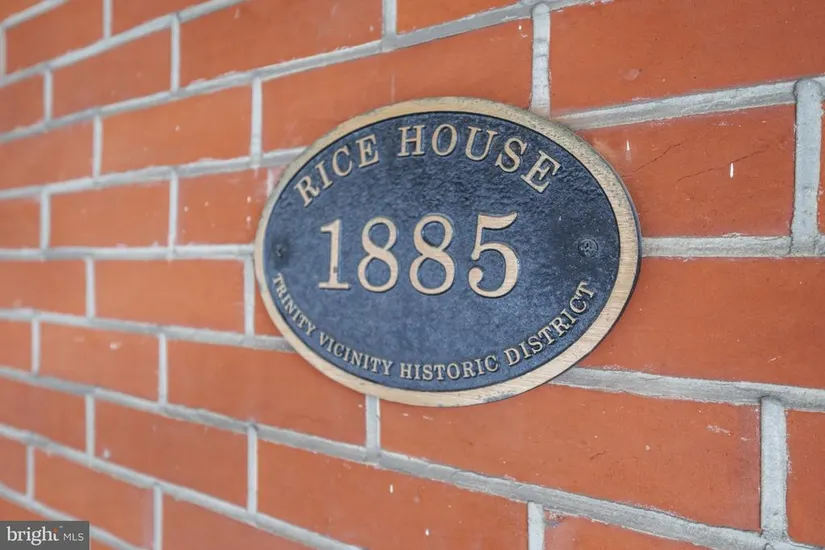 RICE HOUSE
1885
TRINITY VICINITY HISTORIC DISTRICT
bright MLS